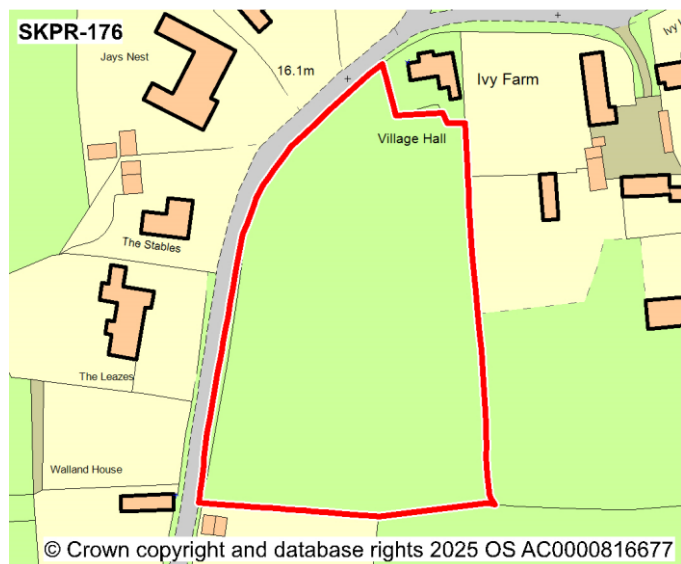 SKPR-176
Jays Nest
16.1m
Ivy Farm
Village Hall
The Stables
The Leazes
Walland House
© Crown copyright and database rights 2025 OS AC0000816677